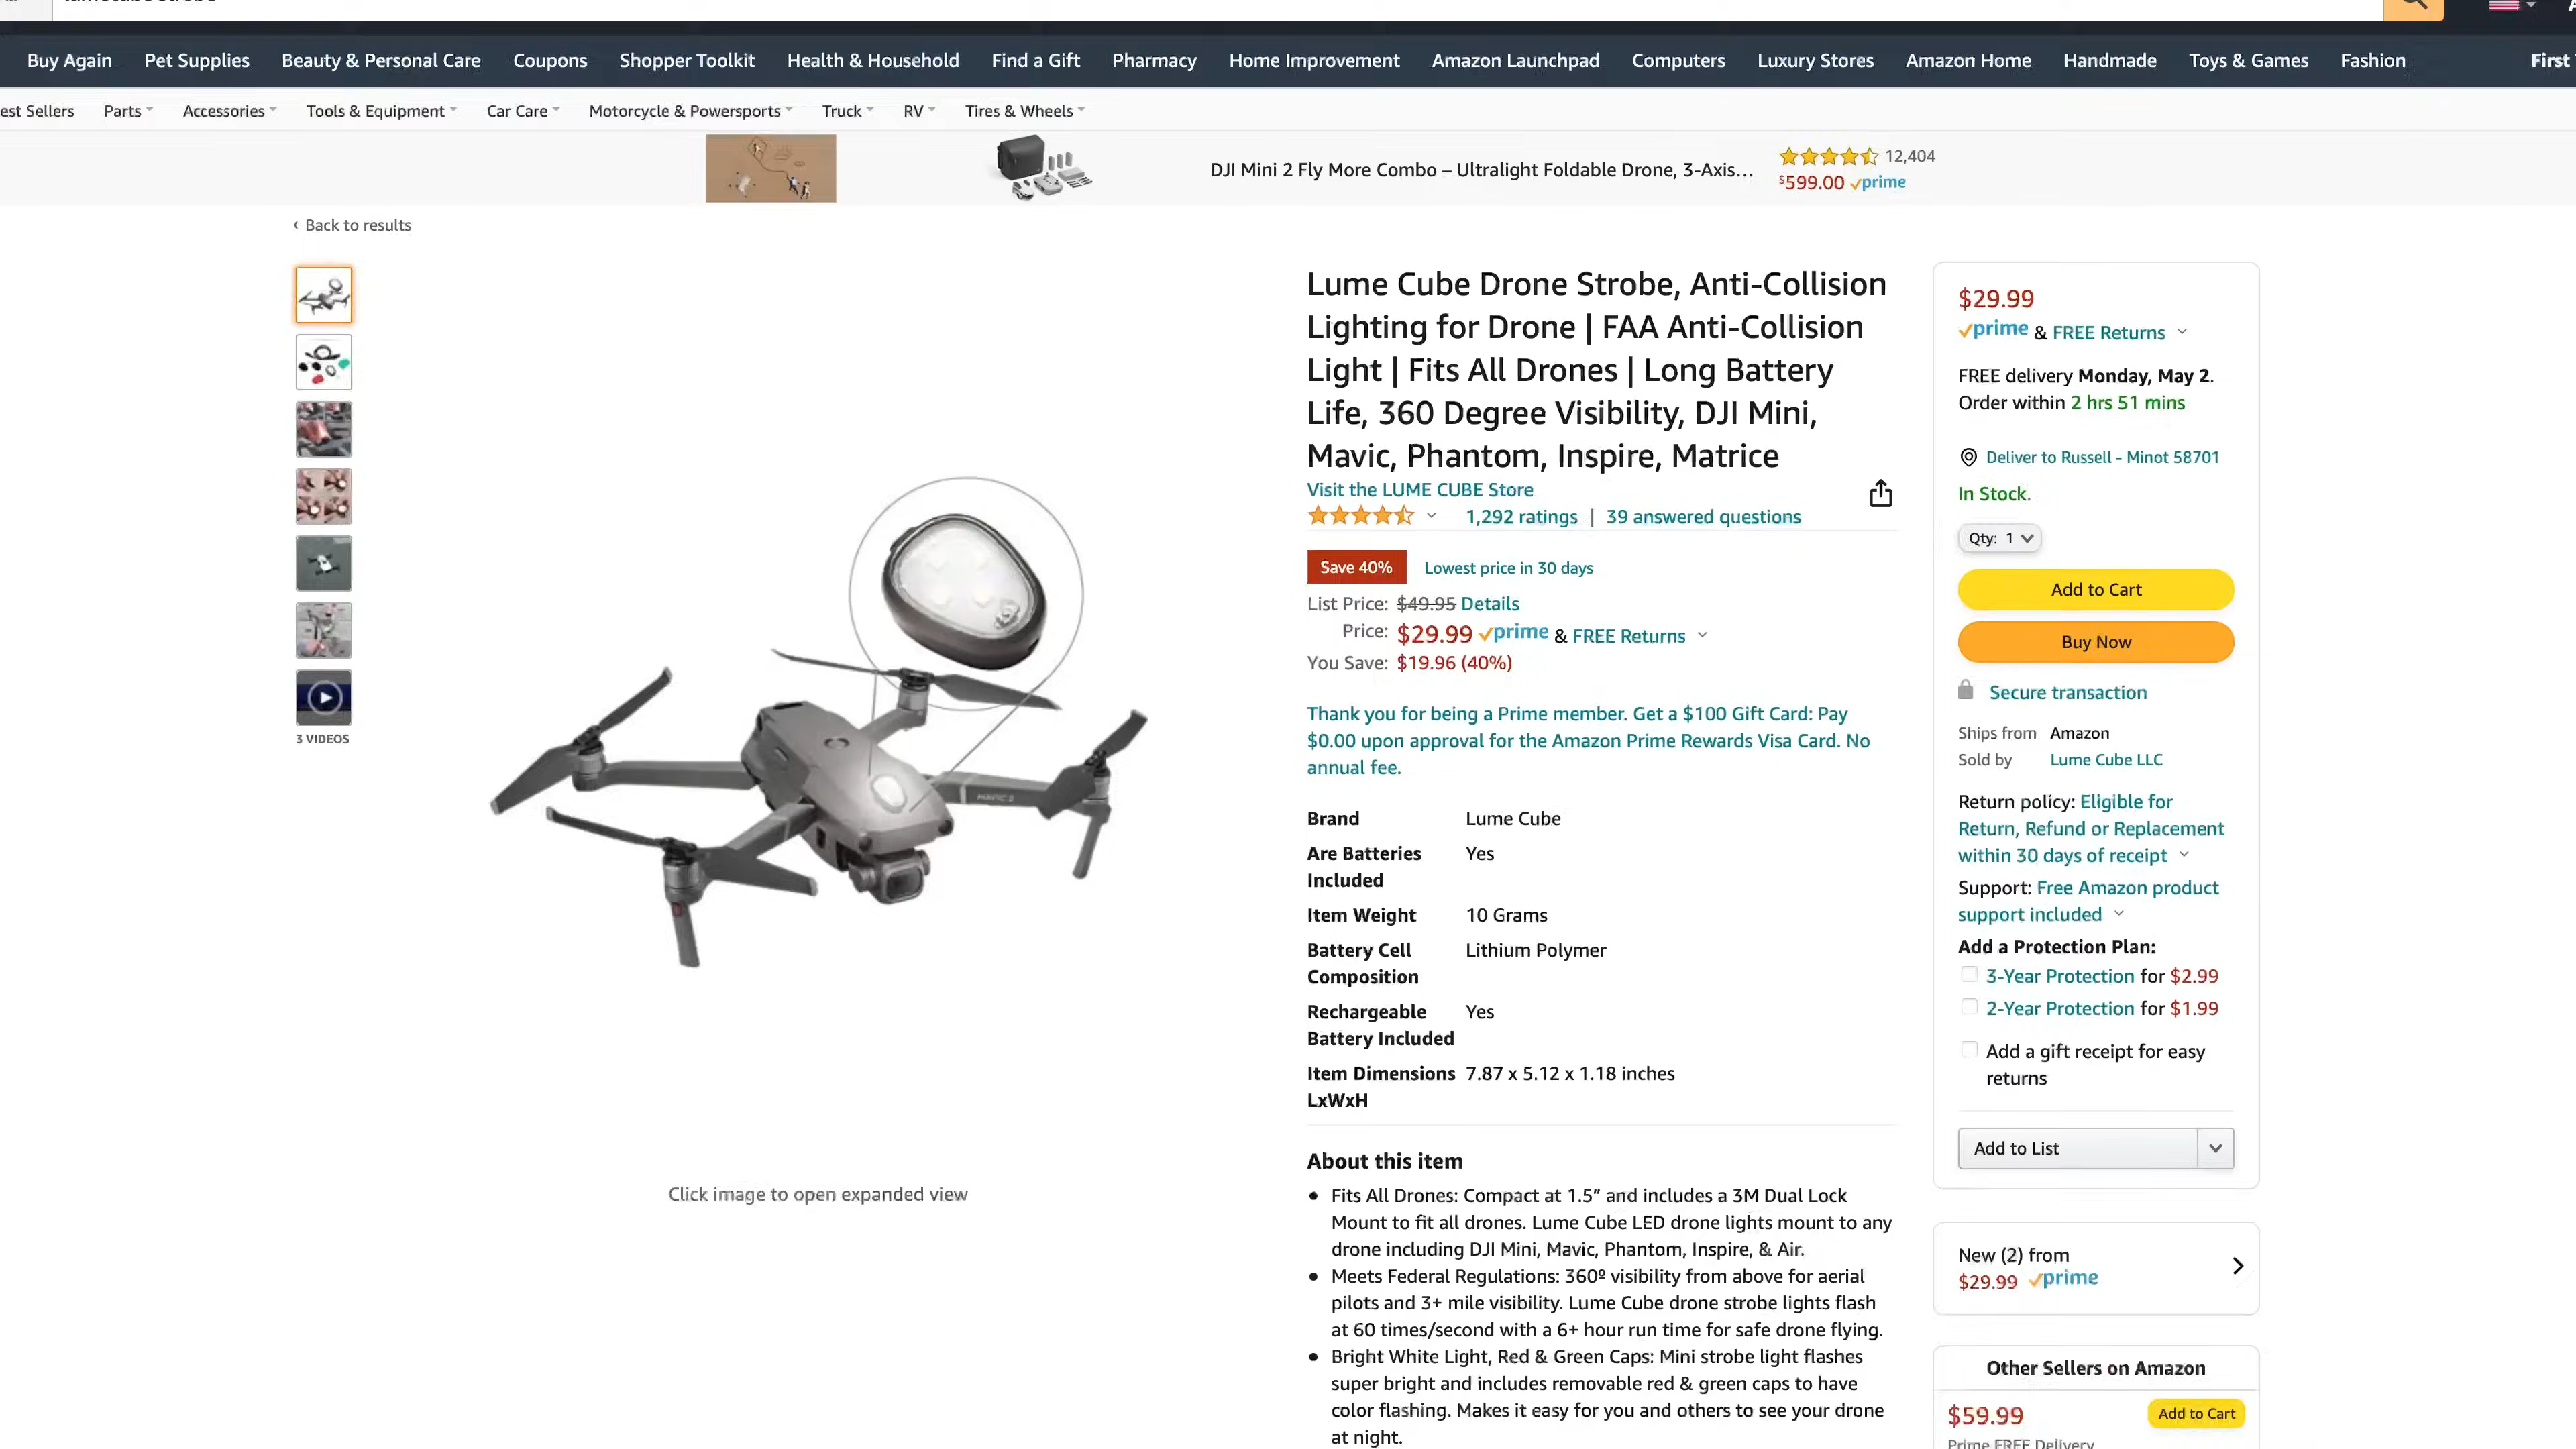 Buy Again Pet Supplies Beauty & Personal Care Coupons Shopper Toolkit Health & Household Find a Gift Pharmacy Home Improvement Amazon Launchpad Computers Luxury Stores Amazon Home Handmade Toys & Games Fashion First
est Sellers Parts Accessories Tools & Equipment Car Care Motorcycle & Powersports Truck RV Tires & Wheels
DJI Mini 2 Fly More Combo – Ultralight Foldable Drone, 3-Axis…
12,404
$599.00 prime
‹ Back to results
3 VIDEOS
MAVIC 2
Click image to open expanded view
Lume Cube Drone Strobe, Anti-Collision
Lighting for Drone | FAA Anti-Collision
Light | Fits All Drones | Long Battery
Life, 360 Degree Visibility, DJI Mini,
Mavic, Phantom, Inspire, Matrice
Visit the LUME CUBE Store
1,292 ratings | 39 answered questions
Save 40% Lowest price in 30 days
List Price: $49.95 Details
Price: $29.99 prime & FREE Returns
You Save: $19.96 (40%)
Thank you for being a Prime member. Get a $100 Gift Card: Pay
$0.00 upon approval for the Amazon Prime Rewards Visa Card. No
annual fee.
Brand Lume Cube
Are Batteries Yes
Included
Item Weight 10 Grams
Battery Cell Lithium Polymer
Composition
Rechargeable Yes
Battery Included
Item Dimensions 7.87 x 5.12 x 1.18 inches
LxWxH
About this item
• Fits All Drones: Compact at 1.5” and includes a 3M Dual Lock
Mount to fit all drones. Lume Cube LED drone lights mount to any
drone including DJI Mini, Mavic, Phantom, Inspire, & Air.
• Meets Federal Regulations: 360º visibility from above for aerial
pilots and 3+ mile visibility. Lume Cube drone strobe lights flash
at 60 times/second with a 6+ hour run time for safe drone flying.
• Bright White Light, Red & Green Caps: Mini strobe light flashes
super bright and includes removable red & green caps to have
color flashing. Makes it easy for you and others to see your drone
at night.
$29.99
prime & FREE Returns
FREE delivery Monday, May 2.
Order within 2 hrs 51 mins
Deliver to Russell - Minot 58701
In Stock.
Qty: 1
Add to Cart
Buy Now
Secure transaction
Ships from Amazon
Sold by Lume Cube LLC
Return policy: Eligible for
Return, Refund or Replacement
within 30 days of receipt
Support: Free Amazon product
support included
Add a Protection Plan:
3-Year Protection for $2.99
2-Year Protection for $1.99
Add a gift receipt for easy
returns
Add to List
New (2) from
$29.99 prime
Other Sellers on Amazon
$59.99 Add to Cart
Prime FREE Delivery